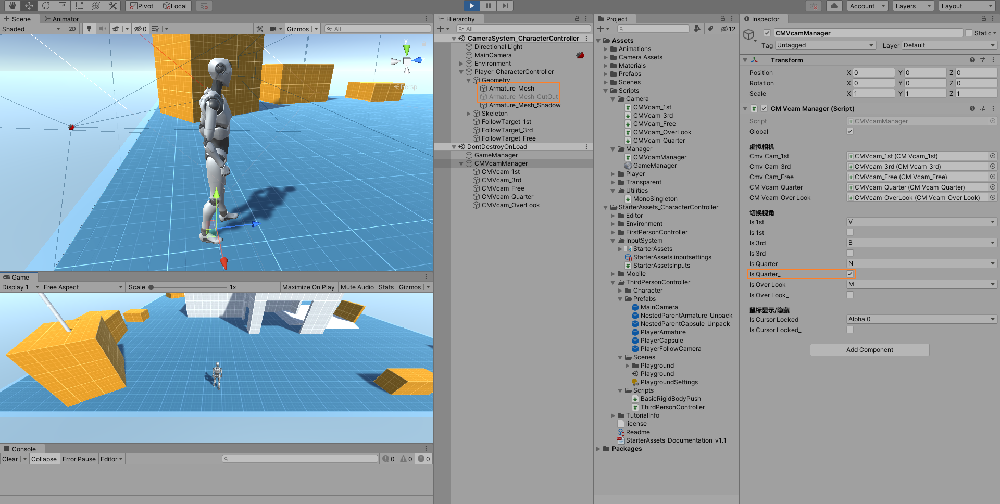 Pivot Local Account Layers Layout
Scene Animator
Shaded 2D 0 Gizmos All
y
Persp
Game
Display 1 Free Aspect Scale 1x Maximize On Play Mute Audio Stats Gizmos
Console
Clear Collapse Error Pause Editor 0 0 0
Hierarchy
All
CameraSystem_CharacterController
Directional Light
MainCamera
Environment
Player_CharacterController
Geometry
Armature_Mesh
Armature_Mesh_CutOut
Armature_Mesh_Shadow
Skeleton
FollowTarget_1st
FollowTarget_3rd
FollowTarget_Free
DontDestroyOnLoad
GameManager
CMVcamManager
CMVcam_1st
CMVcam_3rd
CMVcam_Free
CMVcam_Quarter
CMVcam_OverLook
Project
12
Assets
Animations
Camera Assets
Materials
Prefabs
Scenes
Scripts
Camera
CMVcam_1st
CMVcam_3rd
CMVcam_Free
CMVcam_OverLook
CMVcam_Quarter
Manager
CMVcamManager
GameManager
Player
Transparent
Utilities
MonoSingleton
StarterAssets_CharacterController
Editor
Environment
FirstPersonController
InputSystem
StarterAssets
StarterAssets.inputsettings
StarterAssetsInputs
Mobile
ThirdPersonController
Character
Prefabs
MainCamera
NestedParentArmature_Unpack
NestedParentCapsule_Unpack
PlayerArmature
PlayerCapsule
PlayerFollowCamera
Scenes
Playground
Playground
PlaygroundSettings
Scripts
BasicRigidBodyPush
ThirdPersonController
TutorialInfo
license
Readme
StarterAssets_Documentation_v1.1
Packages
Inspector
CMVcamManager Static
Tag Untagged Layer Default
Transform
Position X 0 Y 0 Z 0
Rotation X 0 Y 0 Z 0
Scale X 1 Y 1 Z 1
CM Vcam Manager (Script)
Script CMVcamManager
Global
虚拟相机
Cmv Cam_1st CMVcam_1st (CM Vcam_1st)
Cmv Cam_3rd CMVcam_3rd (CM Vcam_3rd)
Cmv Cam_Free CMVcam_Free (CM Vcam_Free)
CM Vcam_Quarter CMVcam_Quarter (CM Vcam_Quarter)
CM Vcam_Over Look CMVcam_OverLook (CM Vcam_Over Look)
切换视角
Is 1st V
Is 1st_
Is 3rd B
Is 3rd_
Is Quarter N
Is Quarter_
Is Over Look M
Is Over Look_
鼠标显示/隐藏
Is Cursor Locked Alpha 0
Is Cursor Locked_
Add Component